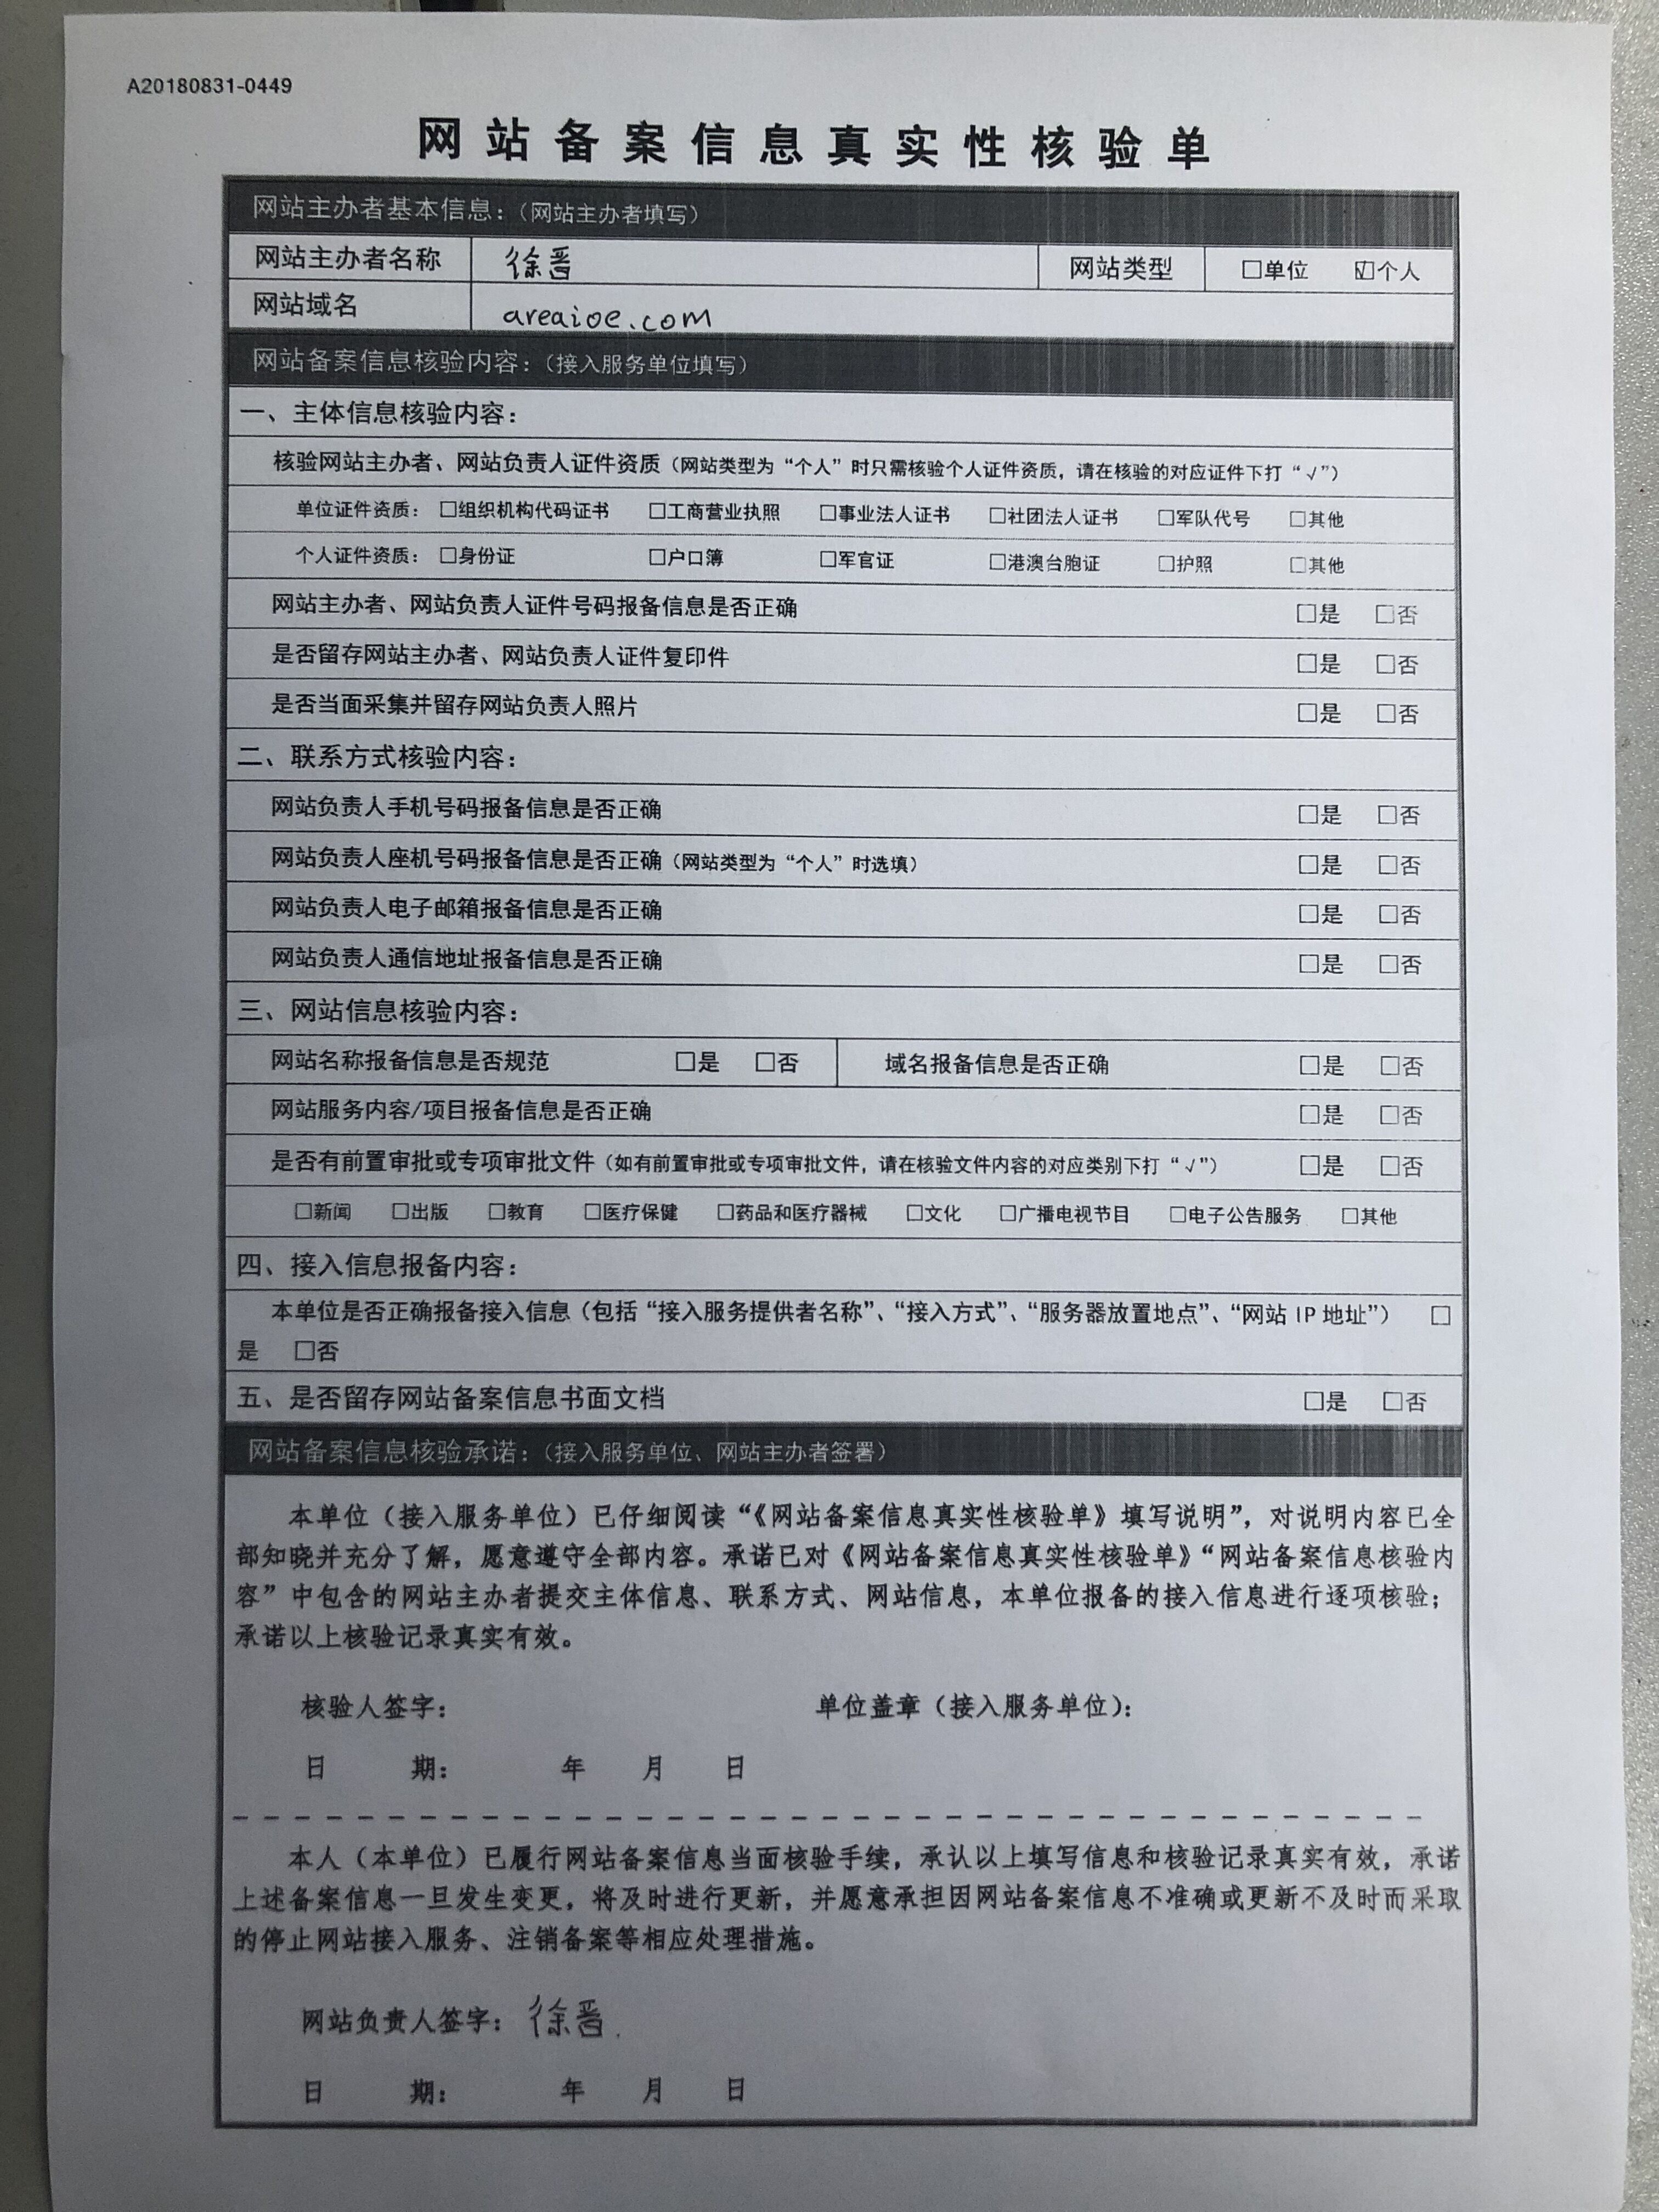 A20180831-0449
网站备案信息真实性核验单
网站主办者基本信息：（网站主办者填写）
网站主办者名称 徐晋 网站类型 □单位 ☑个人
网站域名 areaioe.com
网站备案信息核验内容：（接入服务单位填写）
一、主体信息核验内容：
核验网站主办者、网站负责人证件资质（网站类型为“个人”时只需核验个人证件资质，请在核验的对应证件下打“√”）
单位证件资质： □组织机构代码证书 □工商营业执照 □事业法人证书 □社团法人证书 □军队代号 □其他
个人证件资质： □身份证 □户口簿 □军官证 □港澳台胞证 □护照 □其他
网站主办者、网站负责人证件号码报备信息是否正确 □是 □否
是否留存网站主办者、网站负责人证件复印件 □是 □否
是否当面采集并留存网站负责人照片 □是 □否
二、联系方式核验内容：
网站负责人手机号码报备信息是否正确 □是 □否
网站负责人座机号码报备信息是否正确（网站类型为“个人”时选填） □是 □否
网站负责人电子邮箱报备信息是否正确 □是 □否
网站负责人通信地址报备信息是否正确 □是 □否
三、网站信息核验内容：
网站名称报备信息是否规范 □是 □否 域名报备信息是否正确 □是 □否
网站服务内容/项目报备信息是否正确 □是 □否
是否有前置审批或专项审批文件（如有前置审批或专项审批文件，请在核验文件内容的对应类别下打“√”） □是 □否
□新闻 □出版 □教育 □医疗保健 □药品和医疗器械 □文化 □广播电视节目 □电子公告服务 □其他
四、接入信息报备内容：
本单位是否正确报备接入信息（包括“接入服务提供者名称”、“接入方式”、“服务器放置地点”、“网站 IP 地址”） □
是 □否
五、是否留存网站备案信息书面文档 □是 □否
网站备案信息核验承诺：（接入服务单位、网站主办者签署）
本单位（接入服务单位）已仔细阅读“《网站备案信息真实性核验单》填写说明”，对说明内容已全
部知晓并充分了解，愿意遵守全部内容。承诺已对《网站备案信息真实性核验单》“网站备案信息核验内
容”中包含的网站主办者提交主体信息、联系方式、网站信息，本单位报备的接入信息进行逐项核验；
承诺以上核验记录真实有效。
核验人签字： 单位盖章（接入服务单位）：
日 期： 年 月 日
本人（本单位）已履行网站备案信息当面核验手续，承认以上填写信息和核验记录真实有效，承诺
上述备案信息一旦发生变更，将及时进行更新，并愿意承担因网站备案信息不准确或更新不及时而采取
的停止网站接入服务、注销备案等相应处理措施。
网站负责人签字： 徐晋.
日 期： 年 月 日